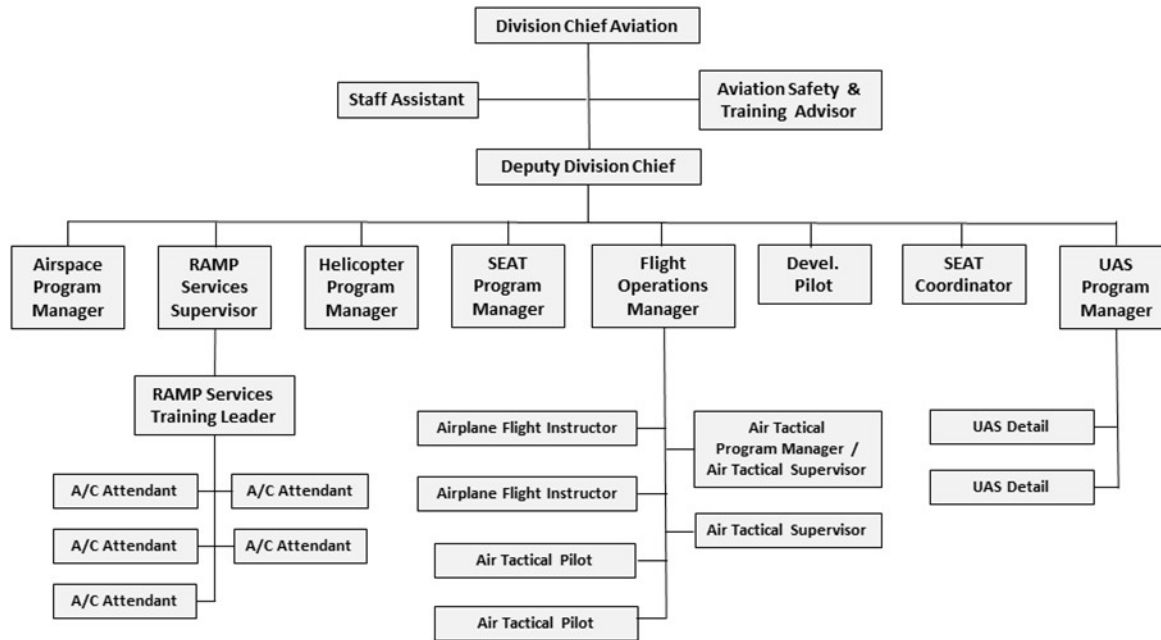 Division Chief Aviation
Staff Assistant
Aviation Safety &
Training Advisor
Deputy Division Chief
Airspace
Program
Manager
RAMP
Services
Supervisor
Helicopter
Program
Manager
SEAT
Program
Manager
Flight
Operations
Manager
Devel.
Pilot
SEAT
Coordinator
UAS
Program
Manager
RAMP Services
Training Leader
A/C Attendant
A/C Attendant
A/C Attendant
A/C Attendant
A/C Attendant
Airplane Flight Instructor
Air Tactical
Program Manager /
Air Tactical Supervisor
Airplane Flight Instructor
Air Tactical Supervisor
Air Tactical Pilot
Air Tactical Pilot
UAS Detail
UAS Detail